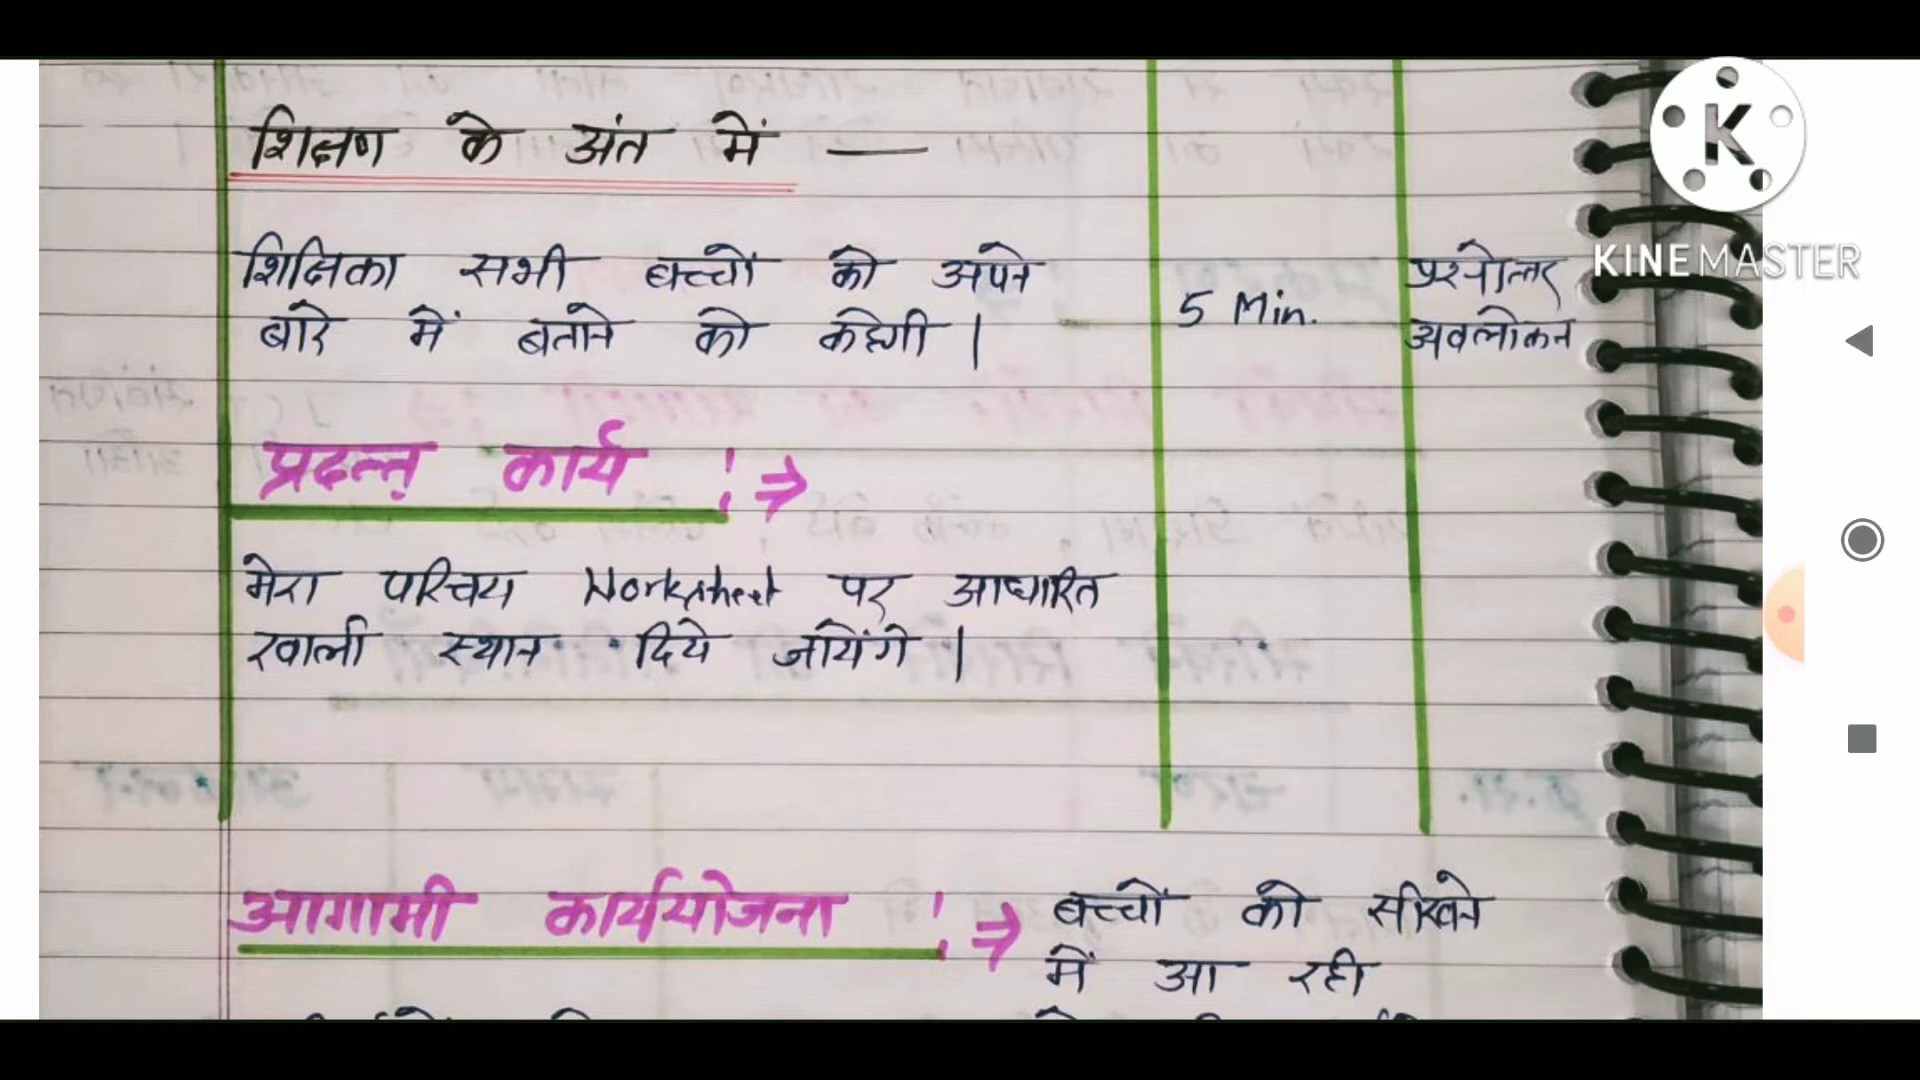 शिक्षण के अंत में —
शिक्षिका सभी बच्चों को अपने
बारे में बताने को कहेगी |
5 Min.
प्रश्नोत्तर
अवलोकन
KINEMASTER
प्रदत्त कार्य :⇒
मेरा परिचय Worksheet पर आधारित
खाली स्थान दिये जायेंगे |
आगामी कार्ययोजना :⇒ बच्चों को सीखने
में आ रही